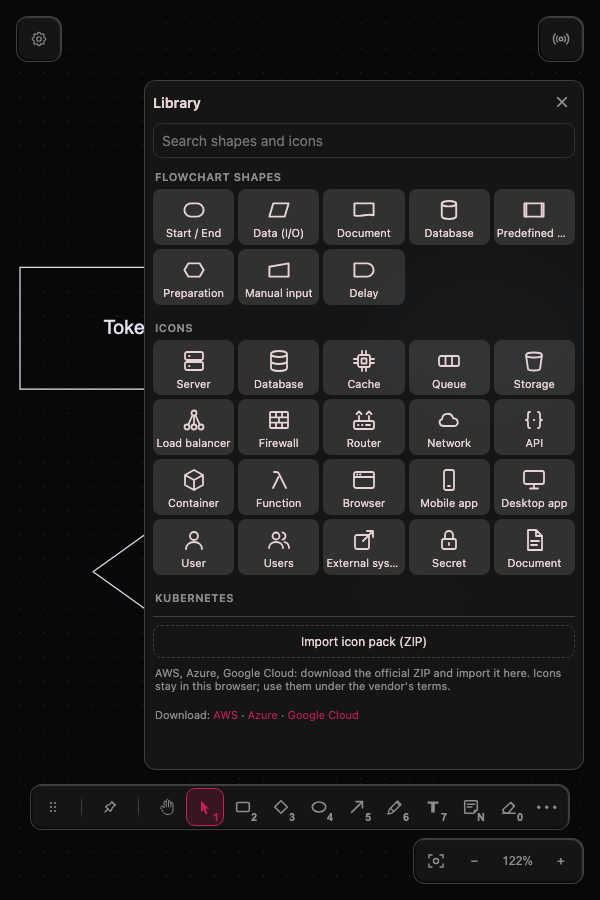 Library
Search shapes and icons
FLOWCHART SHAPES
Start / End
Data (I/O)
Document
Database
Predefined ...
Preparation
Manual input
Delay
Toke
ICONS
Server
Database
Cache
Queue
Storage
Load balancer
Firewall
Router
Network
API
Container
Function
Browser
Mobile app
Desktop app
User
Users
External sys...
Secret
Document
KUBERNETES
Import icon pack (ZIP)
AWS, Azure, Google Cloud: download the official ZIP and import it here. Icons
stay in this browser; use them under the vendor's terms.
Download: AWS · Azure · Google Cloud
1
2
3
4
5
6
T 7
N
0
122%